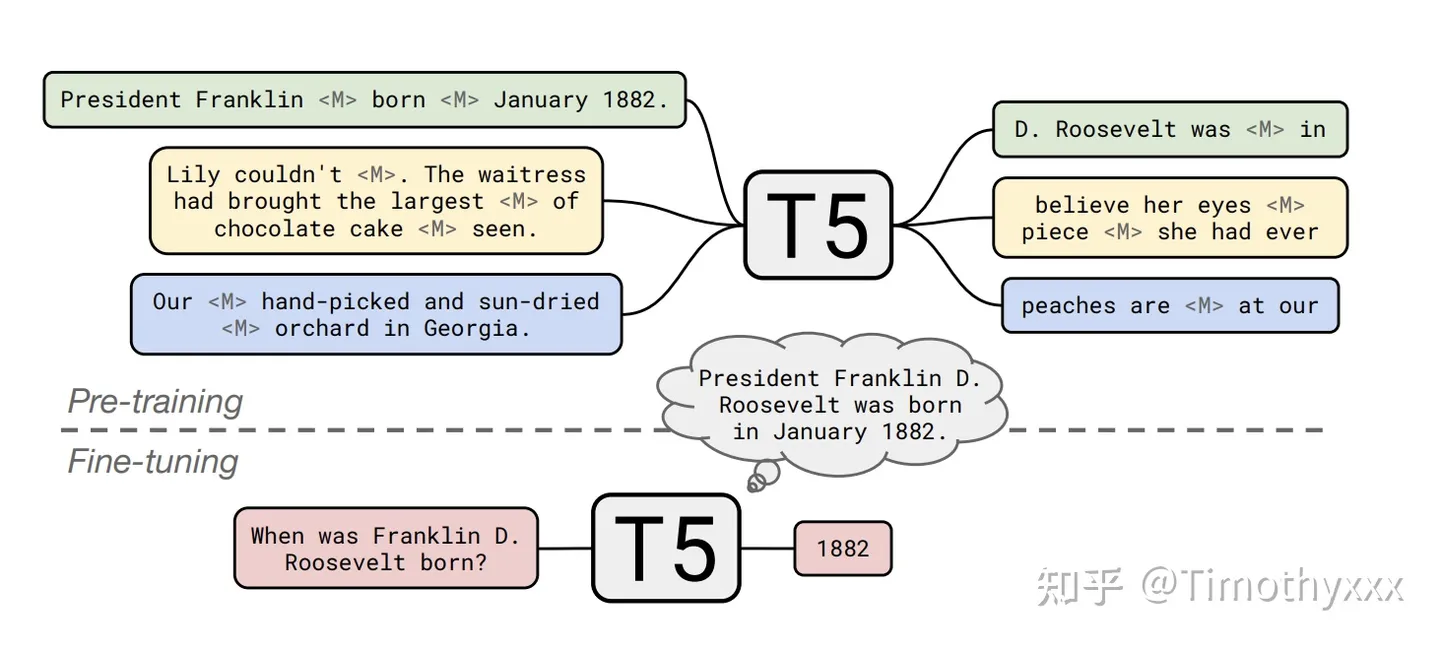 President Franklin <M> born <M> January 1882.
Lily couldn't <M>. The waitress
had brought the largest <M> of
chocolate cake <M> seen.
Our <M> hand-picked and sun-dried
<M> orchard in Georgia.
T5
D. Roosevelt was <M> in
believe her eyes <M>
piece <M> she had ever
peaches are <M> at our
Pre-training
President Franklin D.
Roosevelt was born
in January 1882.
Fine-tuning
When was Franklin D.
Roosevelt born?
T5
1882
知乎 @Timothyxxx